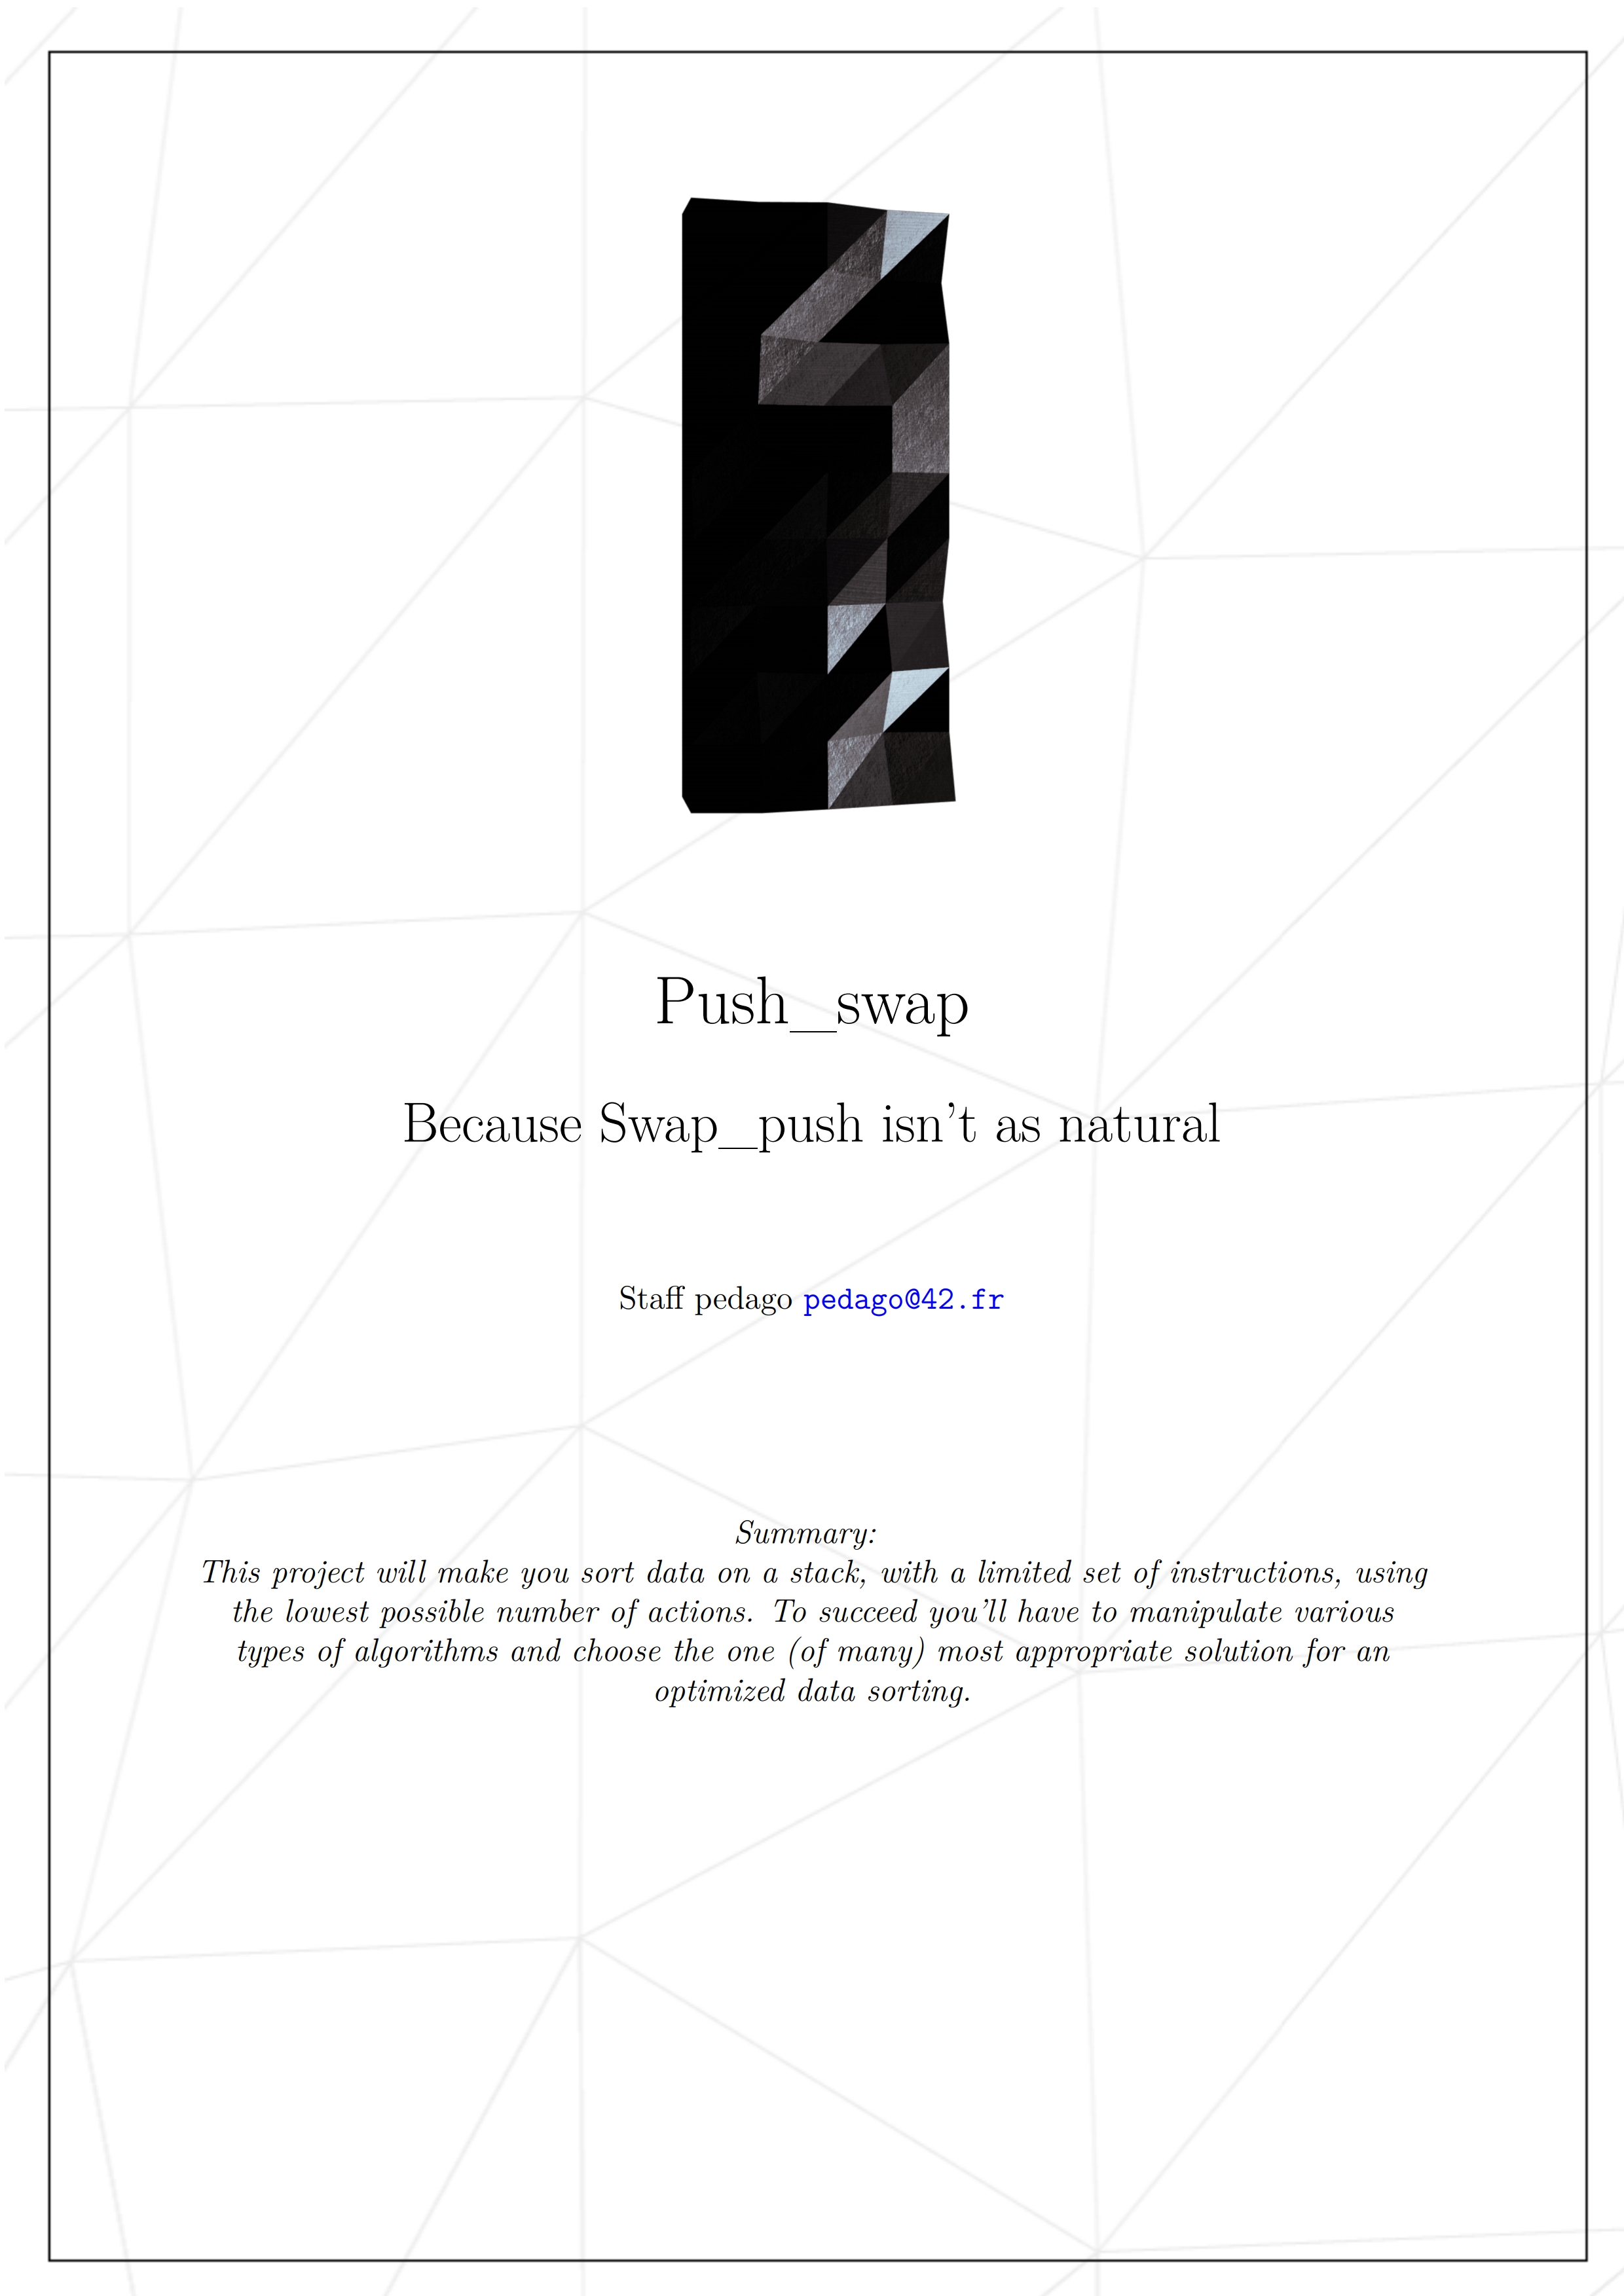 Push_swap
Because Swap_push isn't as natural
Staff pedago pedago@42.fr
Summary:
This project will make you sort data on a stack, with a limited set of instructions, using
the lowest possible number of actions. To succeed you'll have to manipulate various
types of algorithms and choose the one (of many) most appropriate solution for an
optimized data sorting.